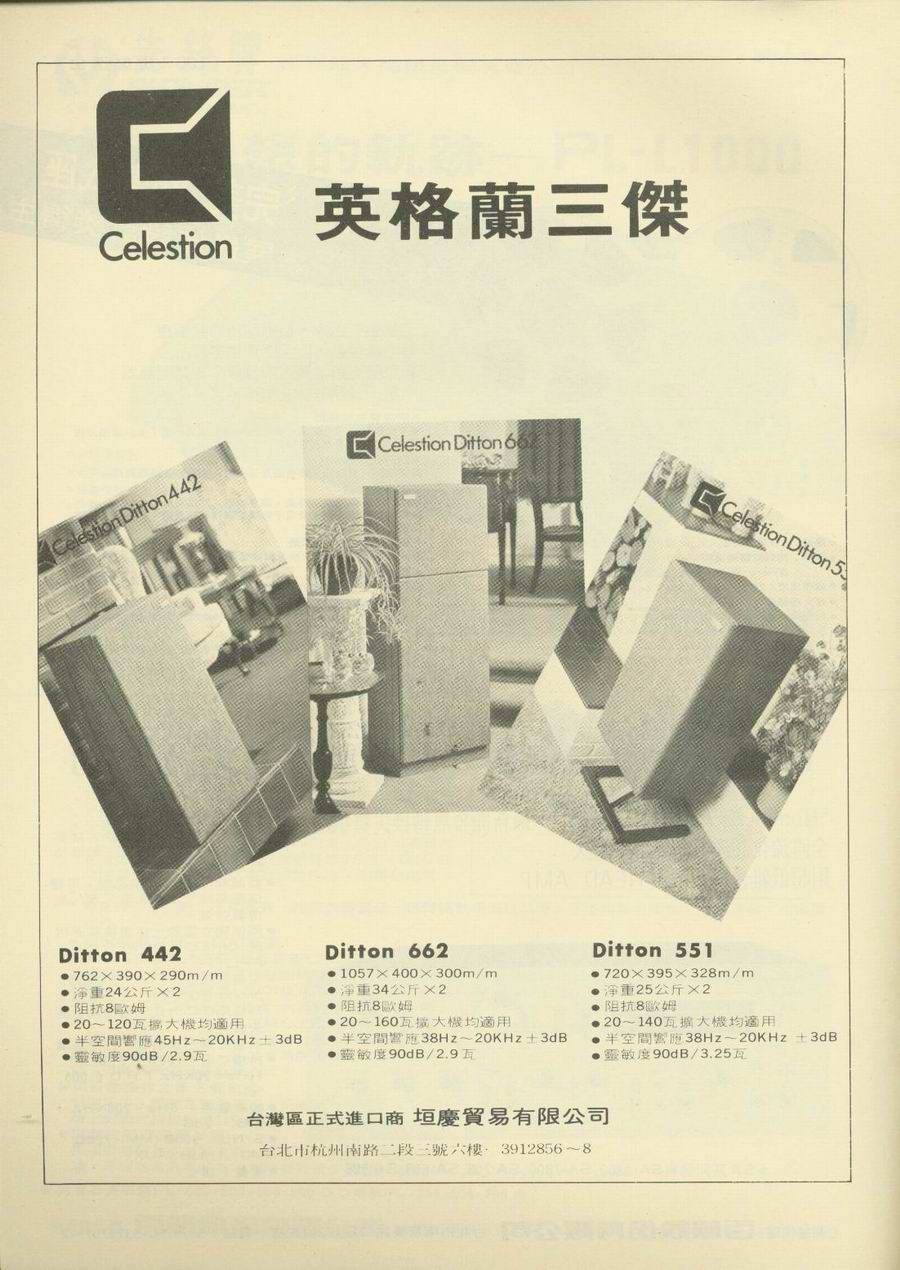 Celestion
英格蘭三傑
Celestion Ditton 442
Celestion Ditton 662
Celestion Ditton 55
Ditton 442
●762×390×290m/m
●淨重24公斤×2
●阻抗8歐姆
●20～120瓦擴大機均適用
●半空間響應45Hz～20KHz±3dB
●靈敏度90dB/2.9瓦
Ditton 662
●1057×400×300m/m
●淨重34公斤×2
●阻抗8歐姆
●20～160瓦擴大機均適用
●半空間響應38Hz～20KHz±3dB
●靈敏度90dB/2.9瓦
Ditton 551
●720×395×328m/m
●淨重25公斤×2
●阻抗8歐姆
●20～140瓦擴大機均適用
●半空間響應38Hz～20KHz ±3dB
●靈敏度90dB/3.25瓦
台灣區正式進口商 垣慶貿易有限公司
台北市杭州南路二段三號六樓· 3912856～8